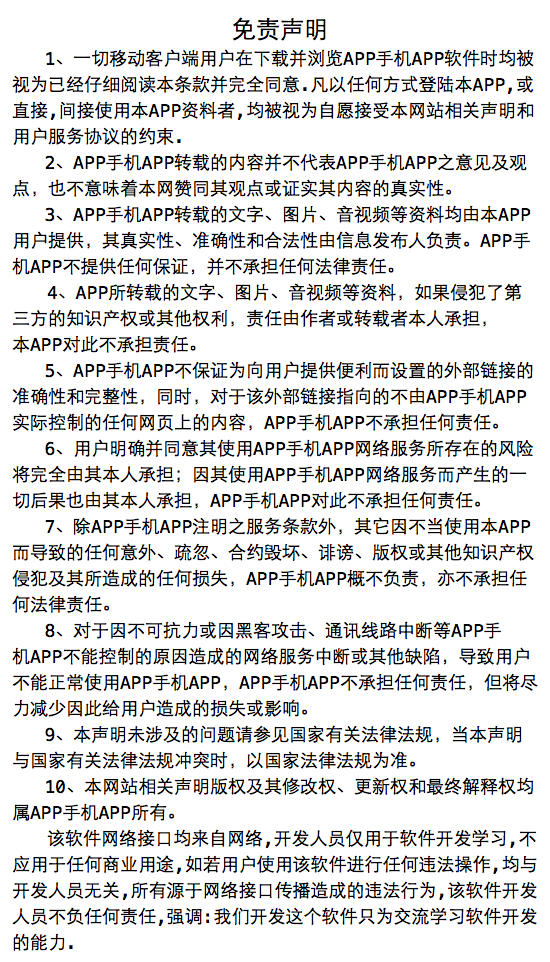 免责声明
1、一切移动客户端用户在下载并浏览APP手机APP软件时均被
视为已经仔细阅读本条款并完全同意.凡以任何方式登陆本APP,或
直接,间接使用本APP资料者,均被视为自愿接受本网站相关声明和
用户服务协议的约束.
2、APP手机APP转载的内容并不代表APP手机APP之意见及观
点，也不意味着本网赞同其观点或证实其内容的真实性。
3、APP手机APP转载的文字、图片、音视频等资料均由本APP
用户提供，其真实性、准确性和合法性由信息发布人负责。APP手
机APP不提供任何保证，并不承担任何法律责任。
4、APP所转载的文字、图片、音视频等资料，如果侵犯了第
三方的知识产权或其他权利，责任由作者或转载者本人承担，
本APP对此不承担责任。
5、APP手机APP不保证为向用户提供便利而设置的外部链接的
准确性和完整性，同时，对于该外部链接指向的不由APP手机APP
实际控制的任何网页上的内容，APP手机APP不承担任何责任。
6、用户明确并同意其使用APP手机APP网络服务所存在的风险
将完全由其本人承担；因其使用APP手机APP网络服务而产生的一
切后果也由其本人承担，APP手机APP对此不承担任何责任。
7、除APP手机APP注明之服务条款外，其它因不当使用本APP
而导致的任何意外、疏忽、合约毁坏、诽谤、版权或其他知识产权
侵犯及其所造成的任何损失，APP手机APP概不负责，亦不承担任
何法律责任。
8、对于因不可抗力或因黑客攻击、通讯线路中断等APP手
机APP不能控制的原因造成的网络服务中断或其他缺陷，导致用户
不能正常使用APP手机APP，APP手机APP不承担任何责任，但将尽
力减少因此给用户造成的损失或影响。
9、本声明未涉及的问题请参见国家有关法律法规，当本声明
与国家有关法律法规冲突时，以国家法律法规为准。
10、本网站相关声明版权及其修改权、更新权和最终解释权均
属APP手机APP所有。
该软件网络接口均来自网络,开发人员仅用于软件开发学习,不
应用于任何商业用途,如若用户使用该软件进行任何违法操作,均与
开发人员无关,所有源于网络接口传播造成的违法行为,该软件开发
人员不负任何责任,强调:我们开发这个软件只为交流学习软件开发
的能力.